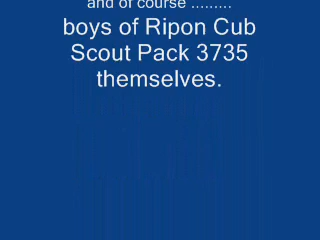 and of course .........
boys of Ripon Cub
Scout Pack 3735
themselves.